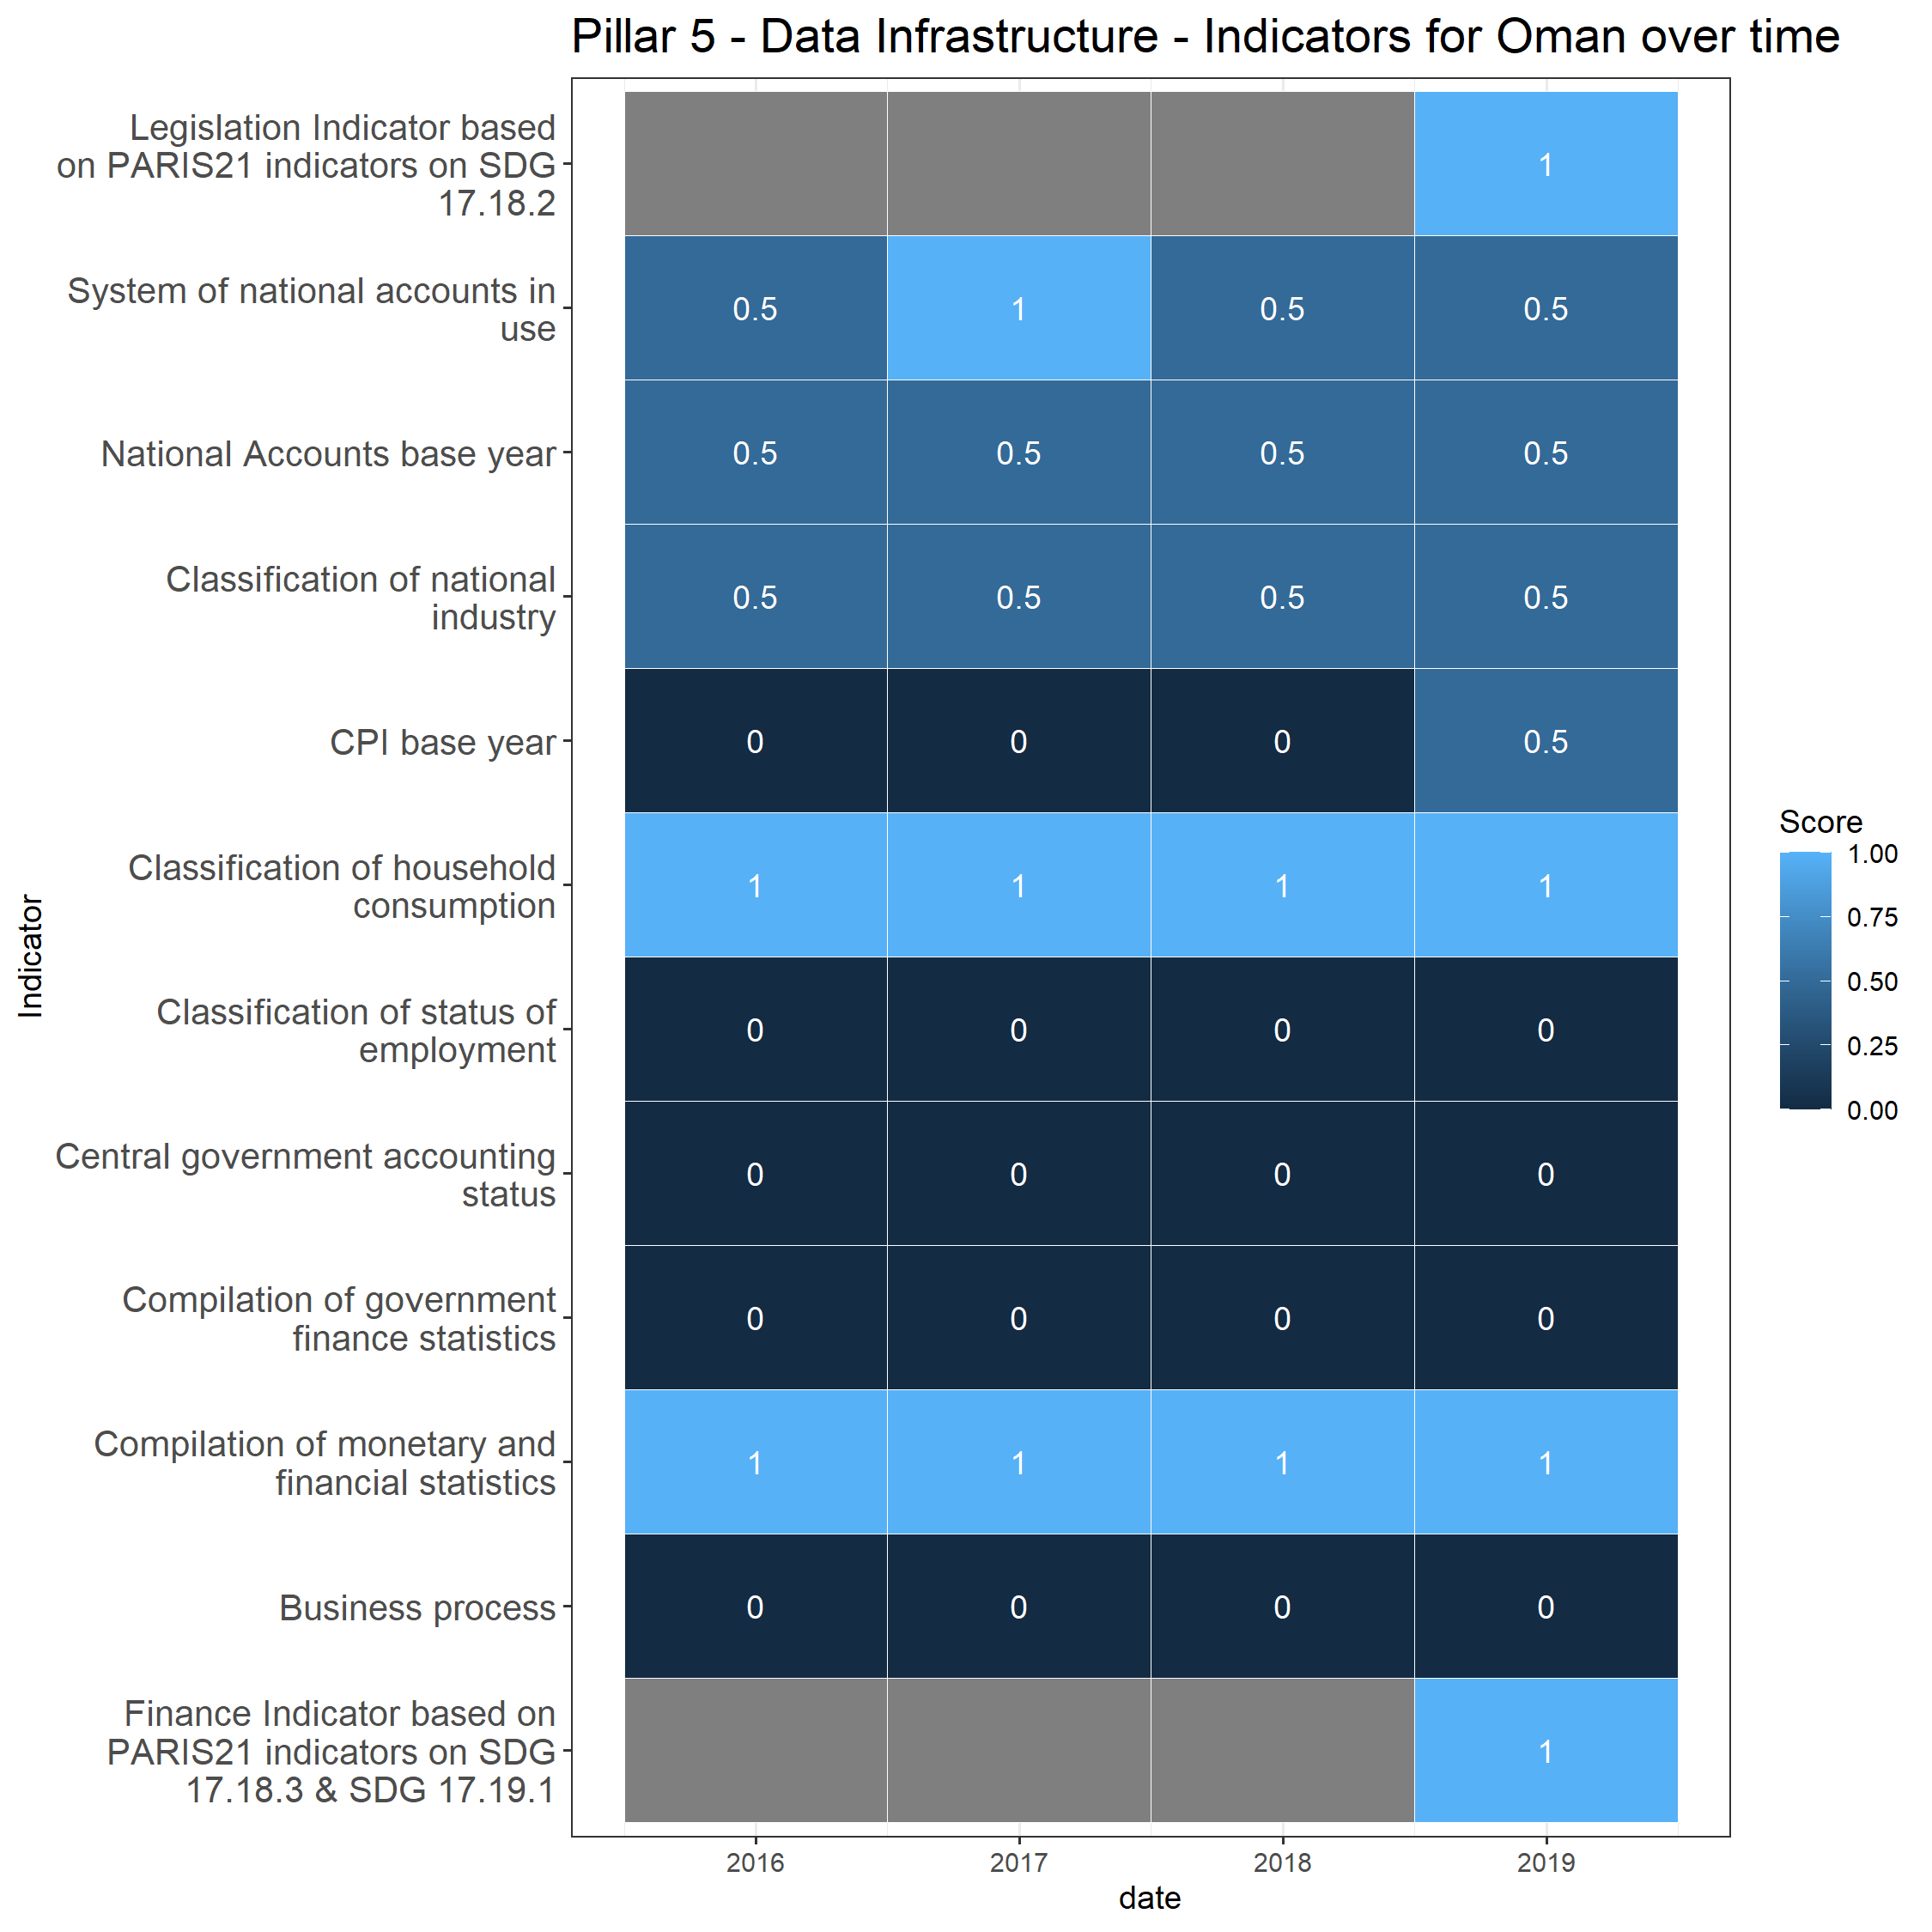 Pillar 5 - Data Infrastructure - Indicators for Oman over time
Legislation Indicator based
on PARIS21 indicators on SDG
17.18.2
1
System of national accounts in
use
0.5 1 0.5 0.5
National Accounts base year
0.5 0.5 0.5 0.5
Classification of national
industry
0.5 0.5 0.5 0.5
CPI base year
0 0 0 0.5
Classification of household
consumption
1 1 1 1
Classification of status of
employment
0 0 0 0
Central government accounting
status
0 0 0 0
Compilation of government
finance statistics
0 0 0 0
Compilation of monetary and
financial statistics
1 1 1 1
Business process
0 0 0 0
Finance Indicator based on
PARIS21 indicators on SDG
17.18.3 & SDG 17.19.1
1
2016 2017 2018 2019
date
Indicator
Score
1.00
0.75
0.50
0.25
0.00